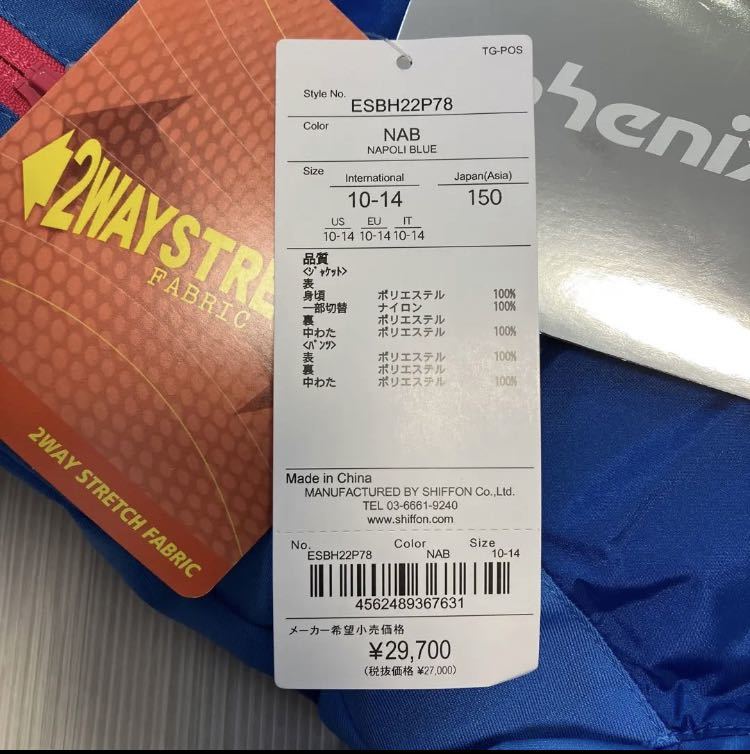 TG-POS
Style No. ESBH22P78
Color NAB
NAPOLI BLUE
Size International Japan(Asia)
10-14 150
US EU IT
10-14 10-14 10-14
品質
<ｼﾞｬｹｯﾄ>
表
身頃 ポリエステル 100%
一部切替 ナイロン 100%
裏 ポリエステル
中わた ポリエステル 100%
<ﾊﾟﾝﾂ>
表 ポリエステル 100%
裏 ポリエステル
中わた ポリエステル 100%
Made in China
MANUFACTURED BY SHIFFON Co.,Ltd.
TEL 03-6661-9240
www.shiffon.com
No. ESBH22P78 Color NAB Size 10-14
4562489367631
メーカー希望小売価格
¥29,700
(税抜価格 ¥27,000)
2WAYSTRE
FABRIC
2WAY STRETCH FABRIC
phenix